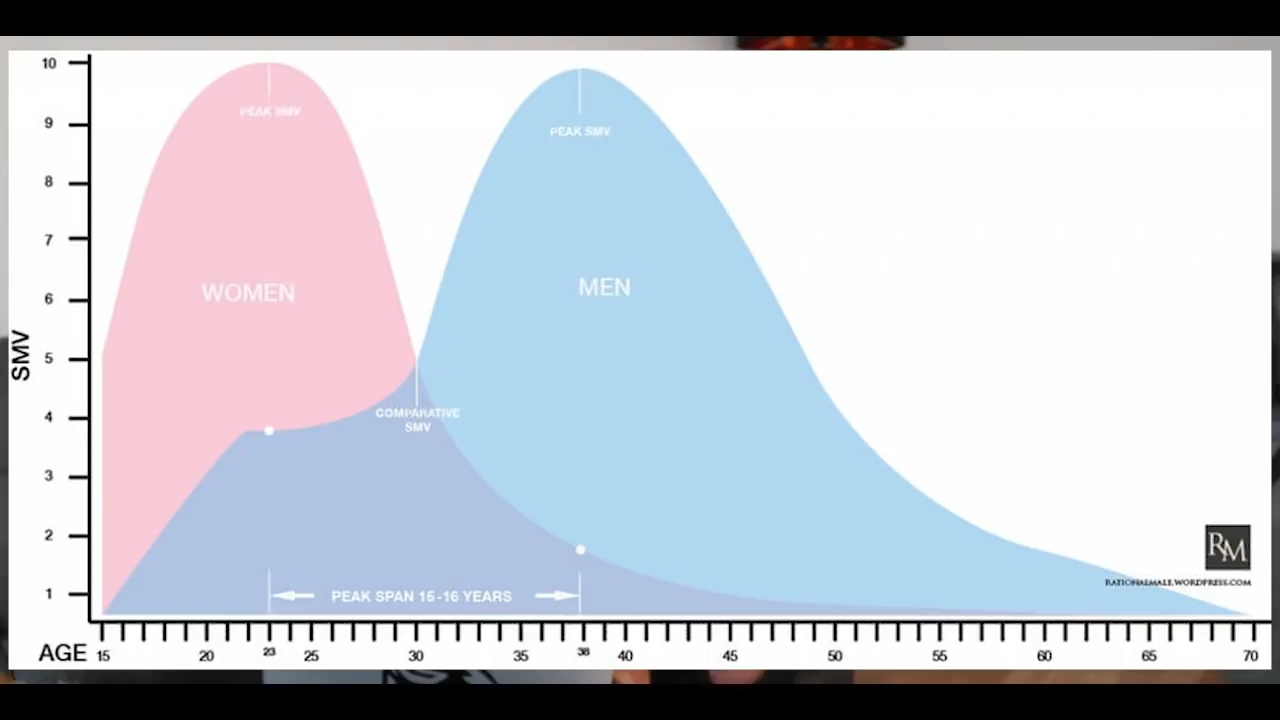 10
PEAK SMV
PEAK SMV
9
8
7
WOMEN
MEN
6
SMV
5
COMPARATIVE
SMV
4
3
2
RM
RATIONALMALE.WORDPRESS.COM
1
PEAK SPAN 15-16 YEARS
AGE 15 20 23 25 30 35 38 40 45 50 55 60 65 70